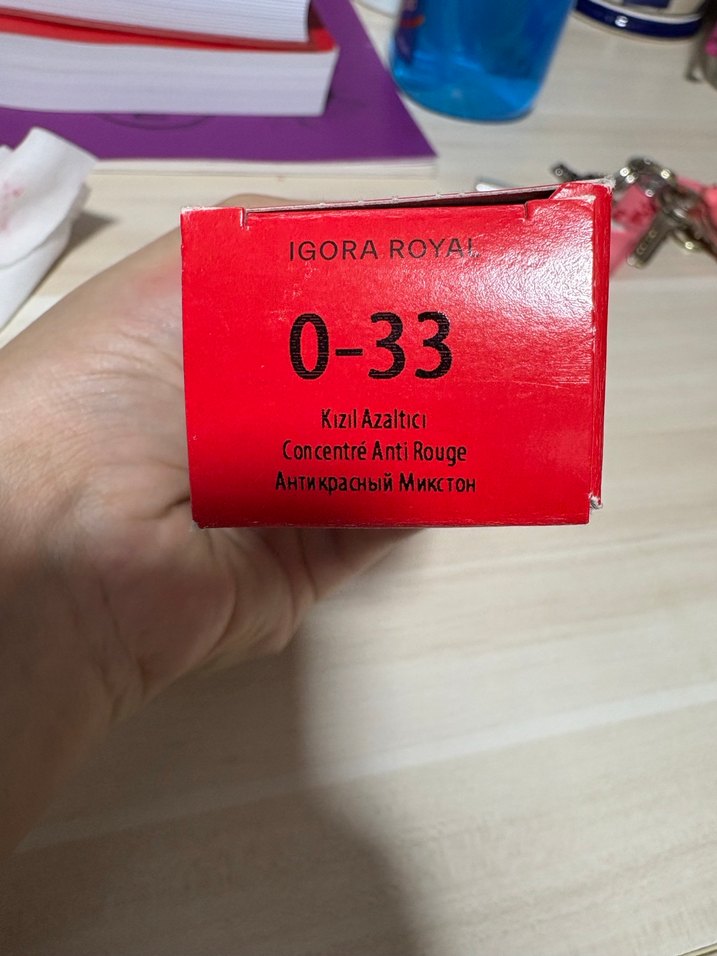 IGORA ROYAL
0-33
Kızıl Azaltıcı
Concentré Anti Rouge
Антикрасный Микстон